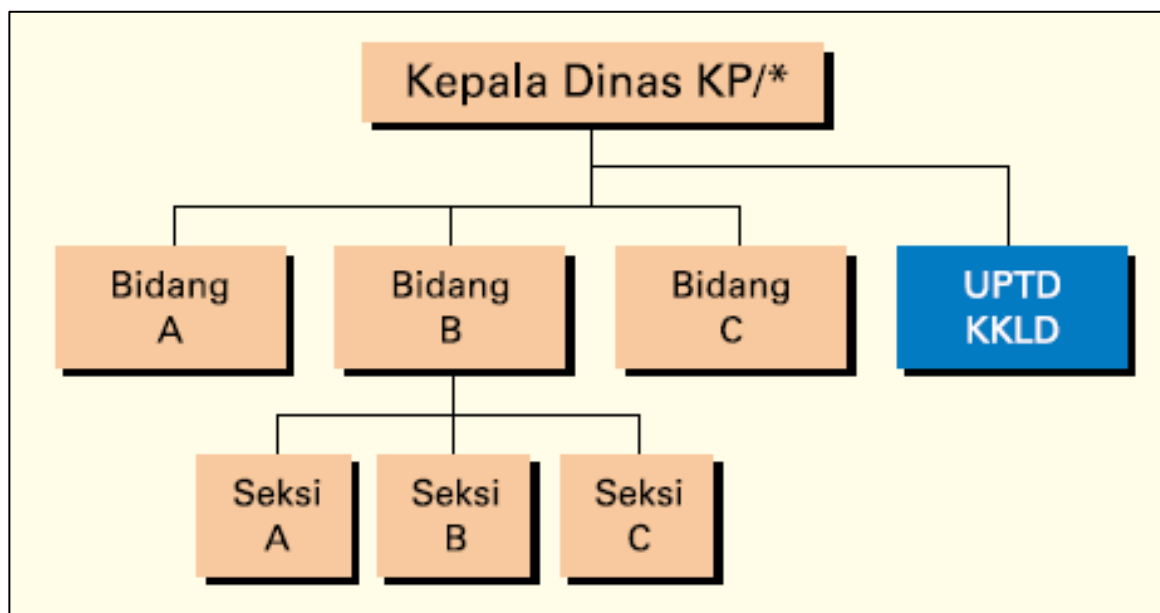 Kepala Dinas KP/*
Bidang
A
Bidang
B
Bidang
C
UPTD
KKLD
Seksi
A
Seksi
B
Seksi
C